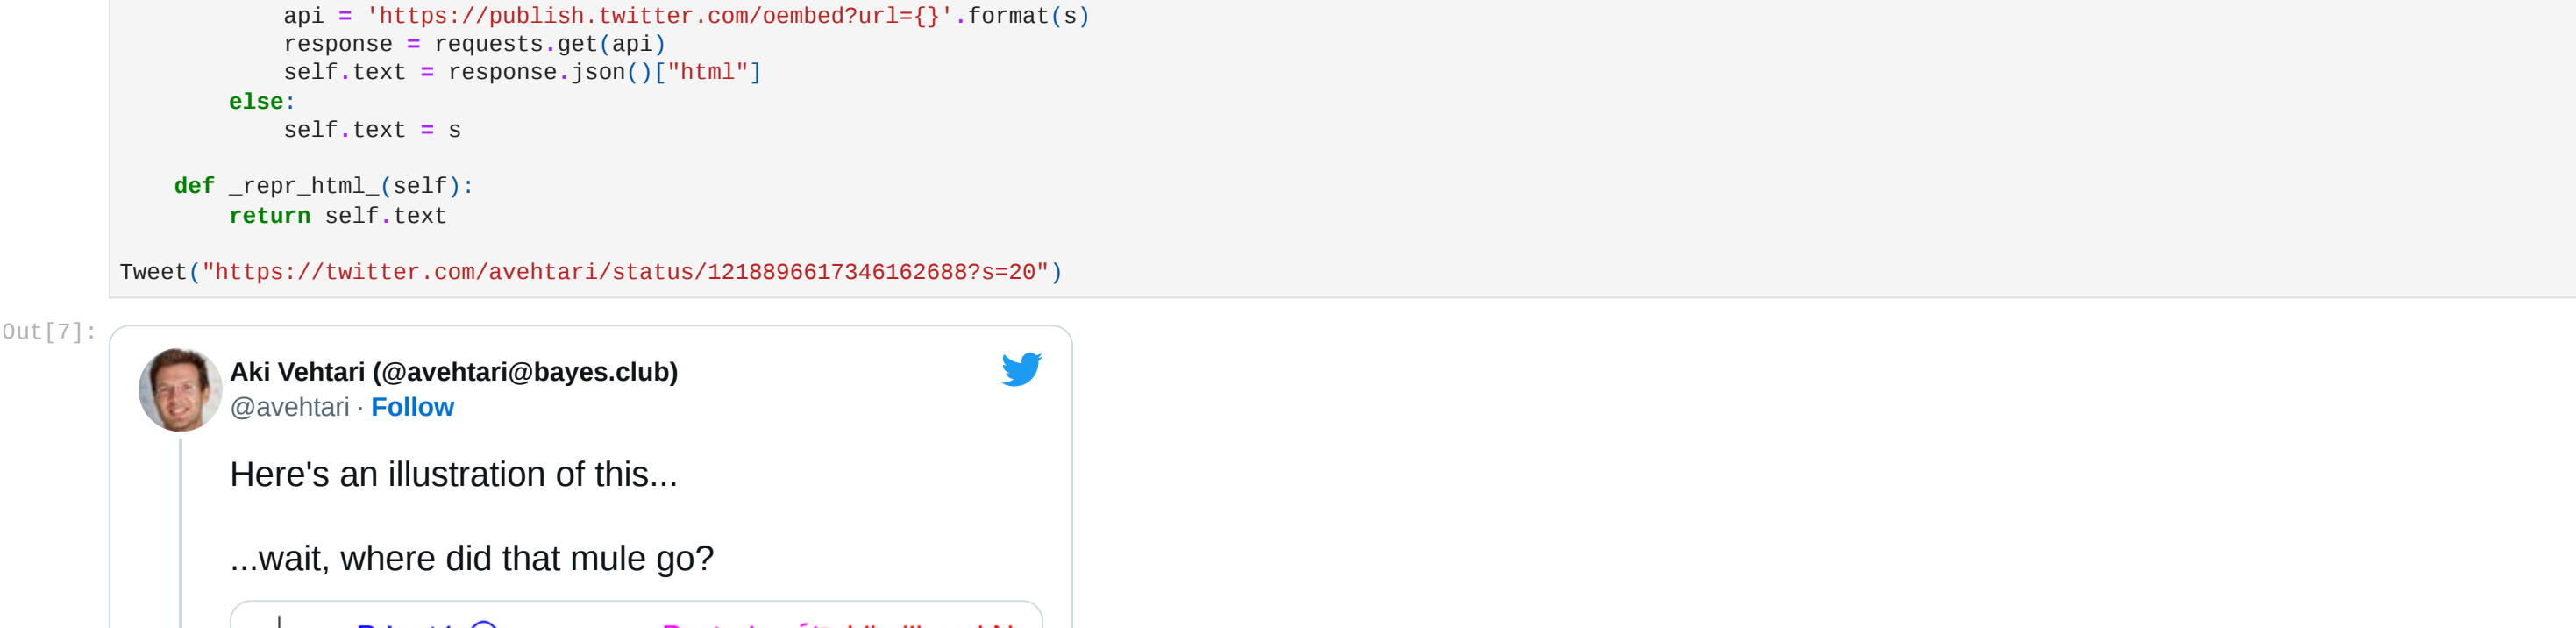 api = 'https://publish.twitter.com/oembed?url={}'.format(s)
response = requests.get(api)
self.text = response.json()["html"]
else:
self.text = s
def _repr_html_(self):
return self.text
Tweet("https://twitter.com/avehtari/status/1218896617346162688?s=20")
Out[7]:
Aki Vehtari (@avehtari@bayes.club)
@avehtari · Follow
Here's an illustration of this...
...wait, where did that mule go?